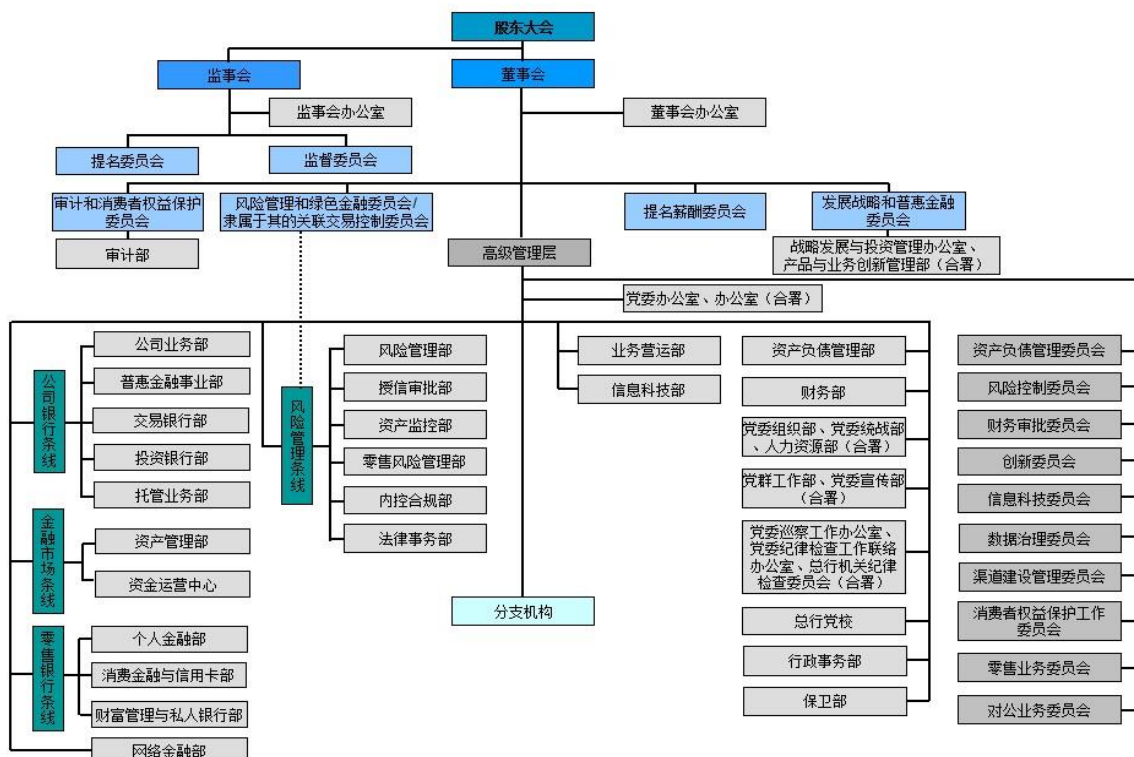 股东大会
监事会
董事会
监事会办公室
董事会办公室
提名委员会
监督委员会
审计和消费者权益保护
委员会
风险管理和绿色金融委员会/
隶属于其的关联交易控制委员会
提名薪酬委员会
发展战略和普惠金融
委员会
审计部
高级管理层
战略发展与投资管理办公室、
产品与业务创新管理部(合署)
党委办公室、办公室(合署)
公司银行条线
公司业务部
普惠金融事业部
交易银行部
投资银行部
托管业务部
金融市场条线
资产管理部
资金运营中心
零售银行条线
个人金融部
消费金融与信用卡部
财富管理与私人银行部
网络金融部
风险管理条线
风险管理部
授信审批部
资产监控部
零售风险管理部
内控合规部
法律事务部
业务营运部
信息科技部
分支机构
资产负债管理部
财务部
党委组织部、党委统战部
、人力资源部(合署)
党群工作部、党委宣传部
(合署)
党委巡察工作办公室、
党委纪律检查工作联络
办公室、总行机关纪律
检查委员会(合署)
总行党校
行政事务部
保卫部
资产负债管理委员会
风险控制委员会
财务审批委员会
创新委员会
信息科技委员会
数据治理委员会
渠道建设管理委员会
消费者权益保护工作
委员会
零售业务委员会
对公业务委员会